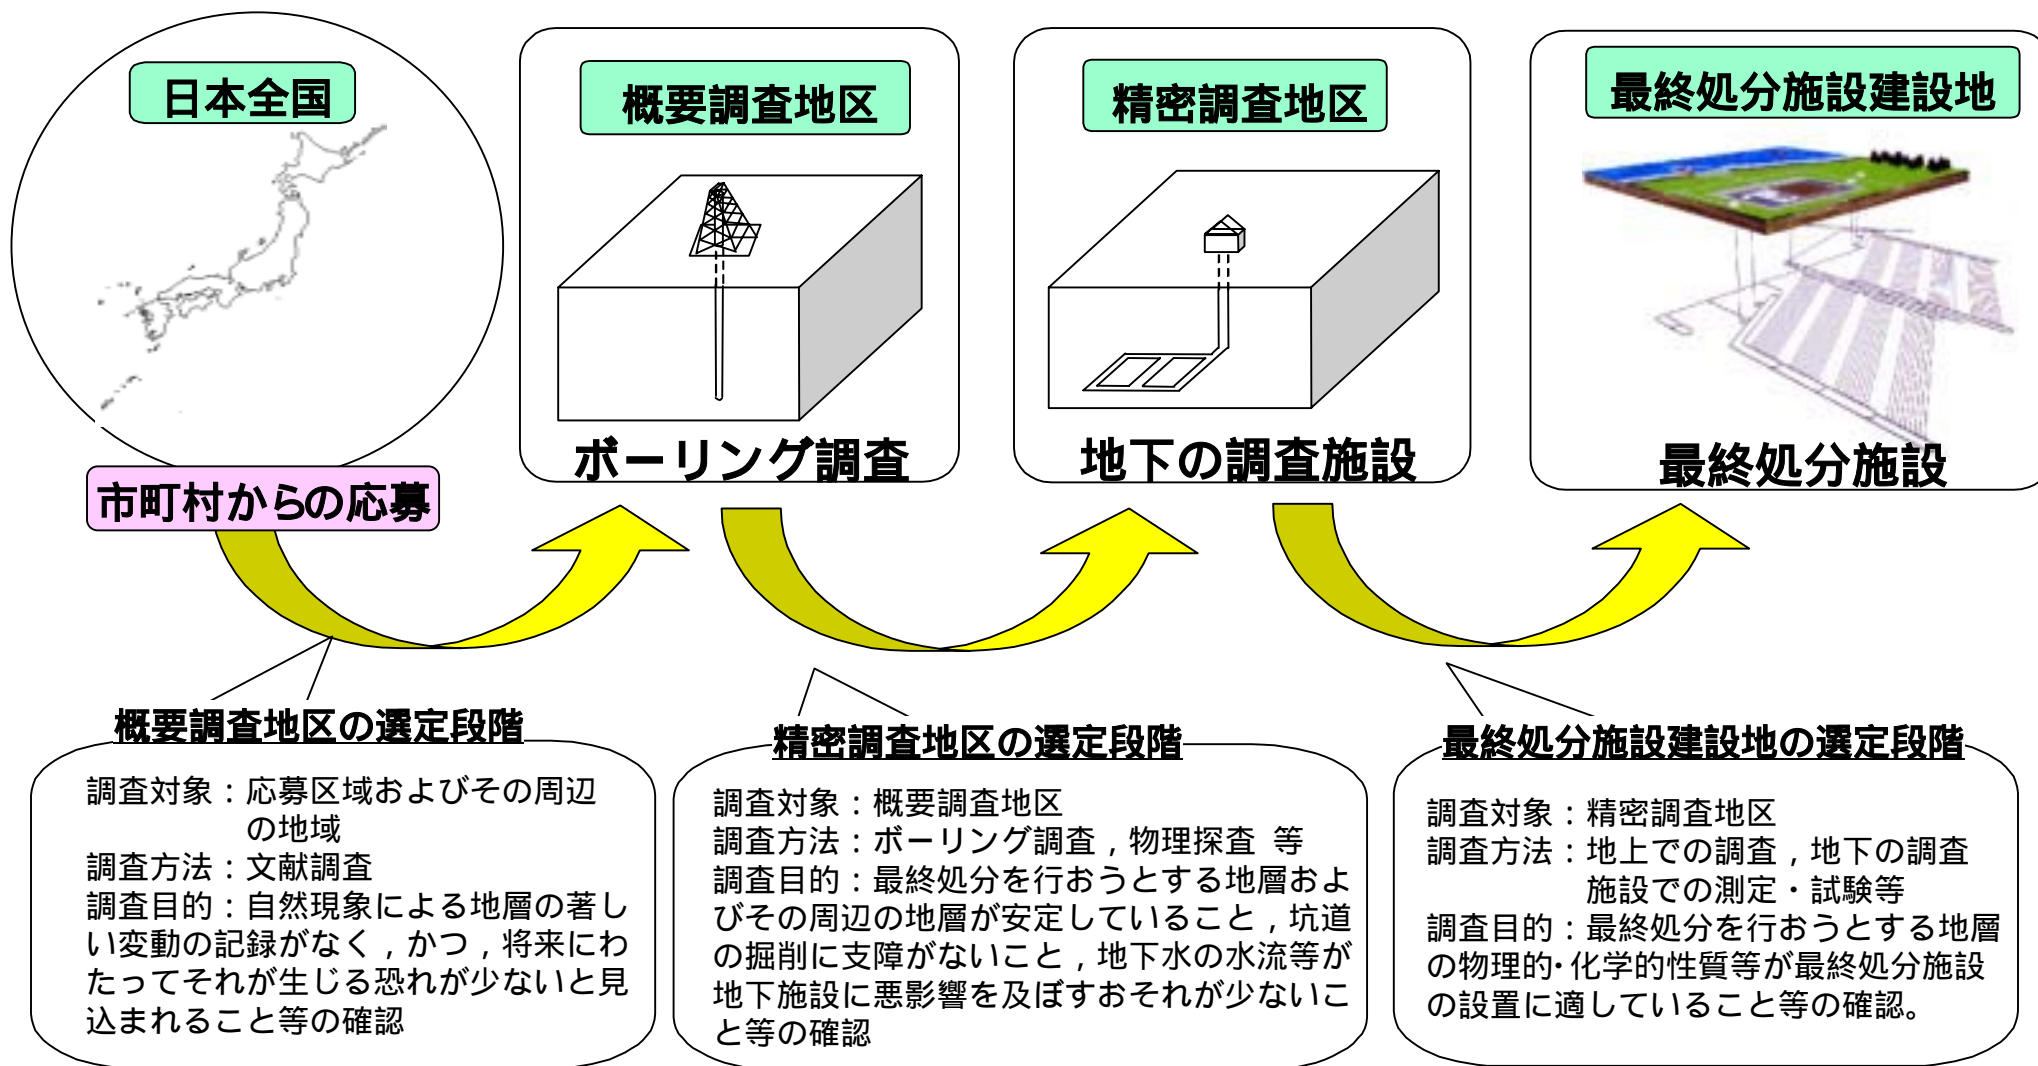 日本全国
市町村からの応募
概要調査地区
ボーリング調査
精密調査地区
地下の調査施設
最終処分施設建設地
最終処分施設
概要調査地区の選定段階
調査対象：応募区域およびその周辺
の地域
調査方法：文献調査
調査目的：自然現象による地層の著し
い変動の記録がなく，かつ，将来にわ
たってそれが生じる恐れが少ないと見
込まれること等の確認
精密調査地区の選定段階
調査対象：概要調査地区
調査方法：ボーリング調査，物理探査 等
調査目的：最終処分を行おうとする地層およ
びその周辺の地層が安定していること，坑道
の掘削に支障がないこと，地下水の水流等が
地下施設に悪影響を及ぼすおそれが少ないこ
と等の確認
最終処分施設建設地の選定段階
調査対象：精密調査地区
調査方法：地上での調査，地下の調査
施設での測定・試験等
調査目的：最終処分を行おうとする地層
の物理的・化学的性質等が最終処分施設
の設置に適していること等の確認。